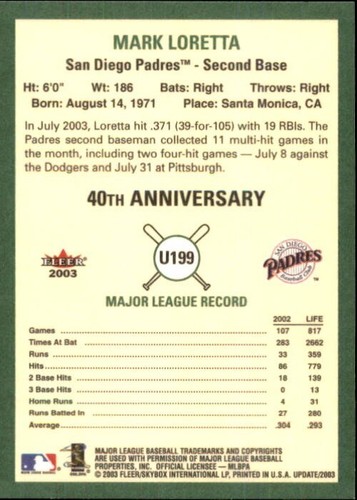 MARK LORETTA
San Diego Padres™ - Second Base
Ht: 6'0" Wt: 186 Bats: Right Throws: Right
Born: August 14, 1971 Place: Santa Monica, CA
In July 2003, Loretta hit .371 (39-for-105) with 19 RBIs. The
Padres second baseman collected 11 multi-hit games in
the month, including two four-hit games — July 8 against
the Dodgers and July 31 at Pittsburgh.
40TH ANNIVERSARY
FLEER
2003
U199
SAN DIEGO
PADRES
Baseball Club
™
MAJOR LEAGUE RECORD
2002 LIFE
Games 107 817
Times At Bat 283 2662
Runs 33 359
Hits 86 779
2 Base Hits 18 139
3 Base Hits 0 13
Home Runs 4 31
Runs Batted In 27 280
Average .304 .293
MAJOR LEAGUE BASEBALL TRADEMARKS AND COPYRIGHTS
ARE USED WITH PERMISSION OF MAJOR LEAGUE BASEBALL
PROPERTIES, INC. OFFICIAL LICENSEE — MLBPA
© 2003 FLEER/SKYBOX INTERNATIONAL LP, PRINTED IN U.S.A. UPDATE/2003